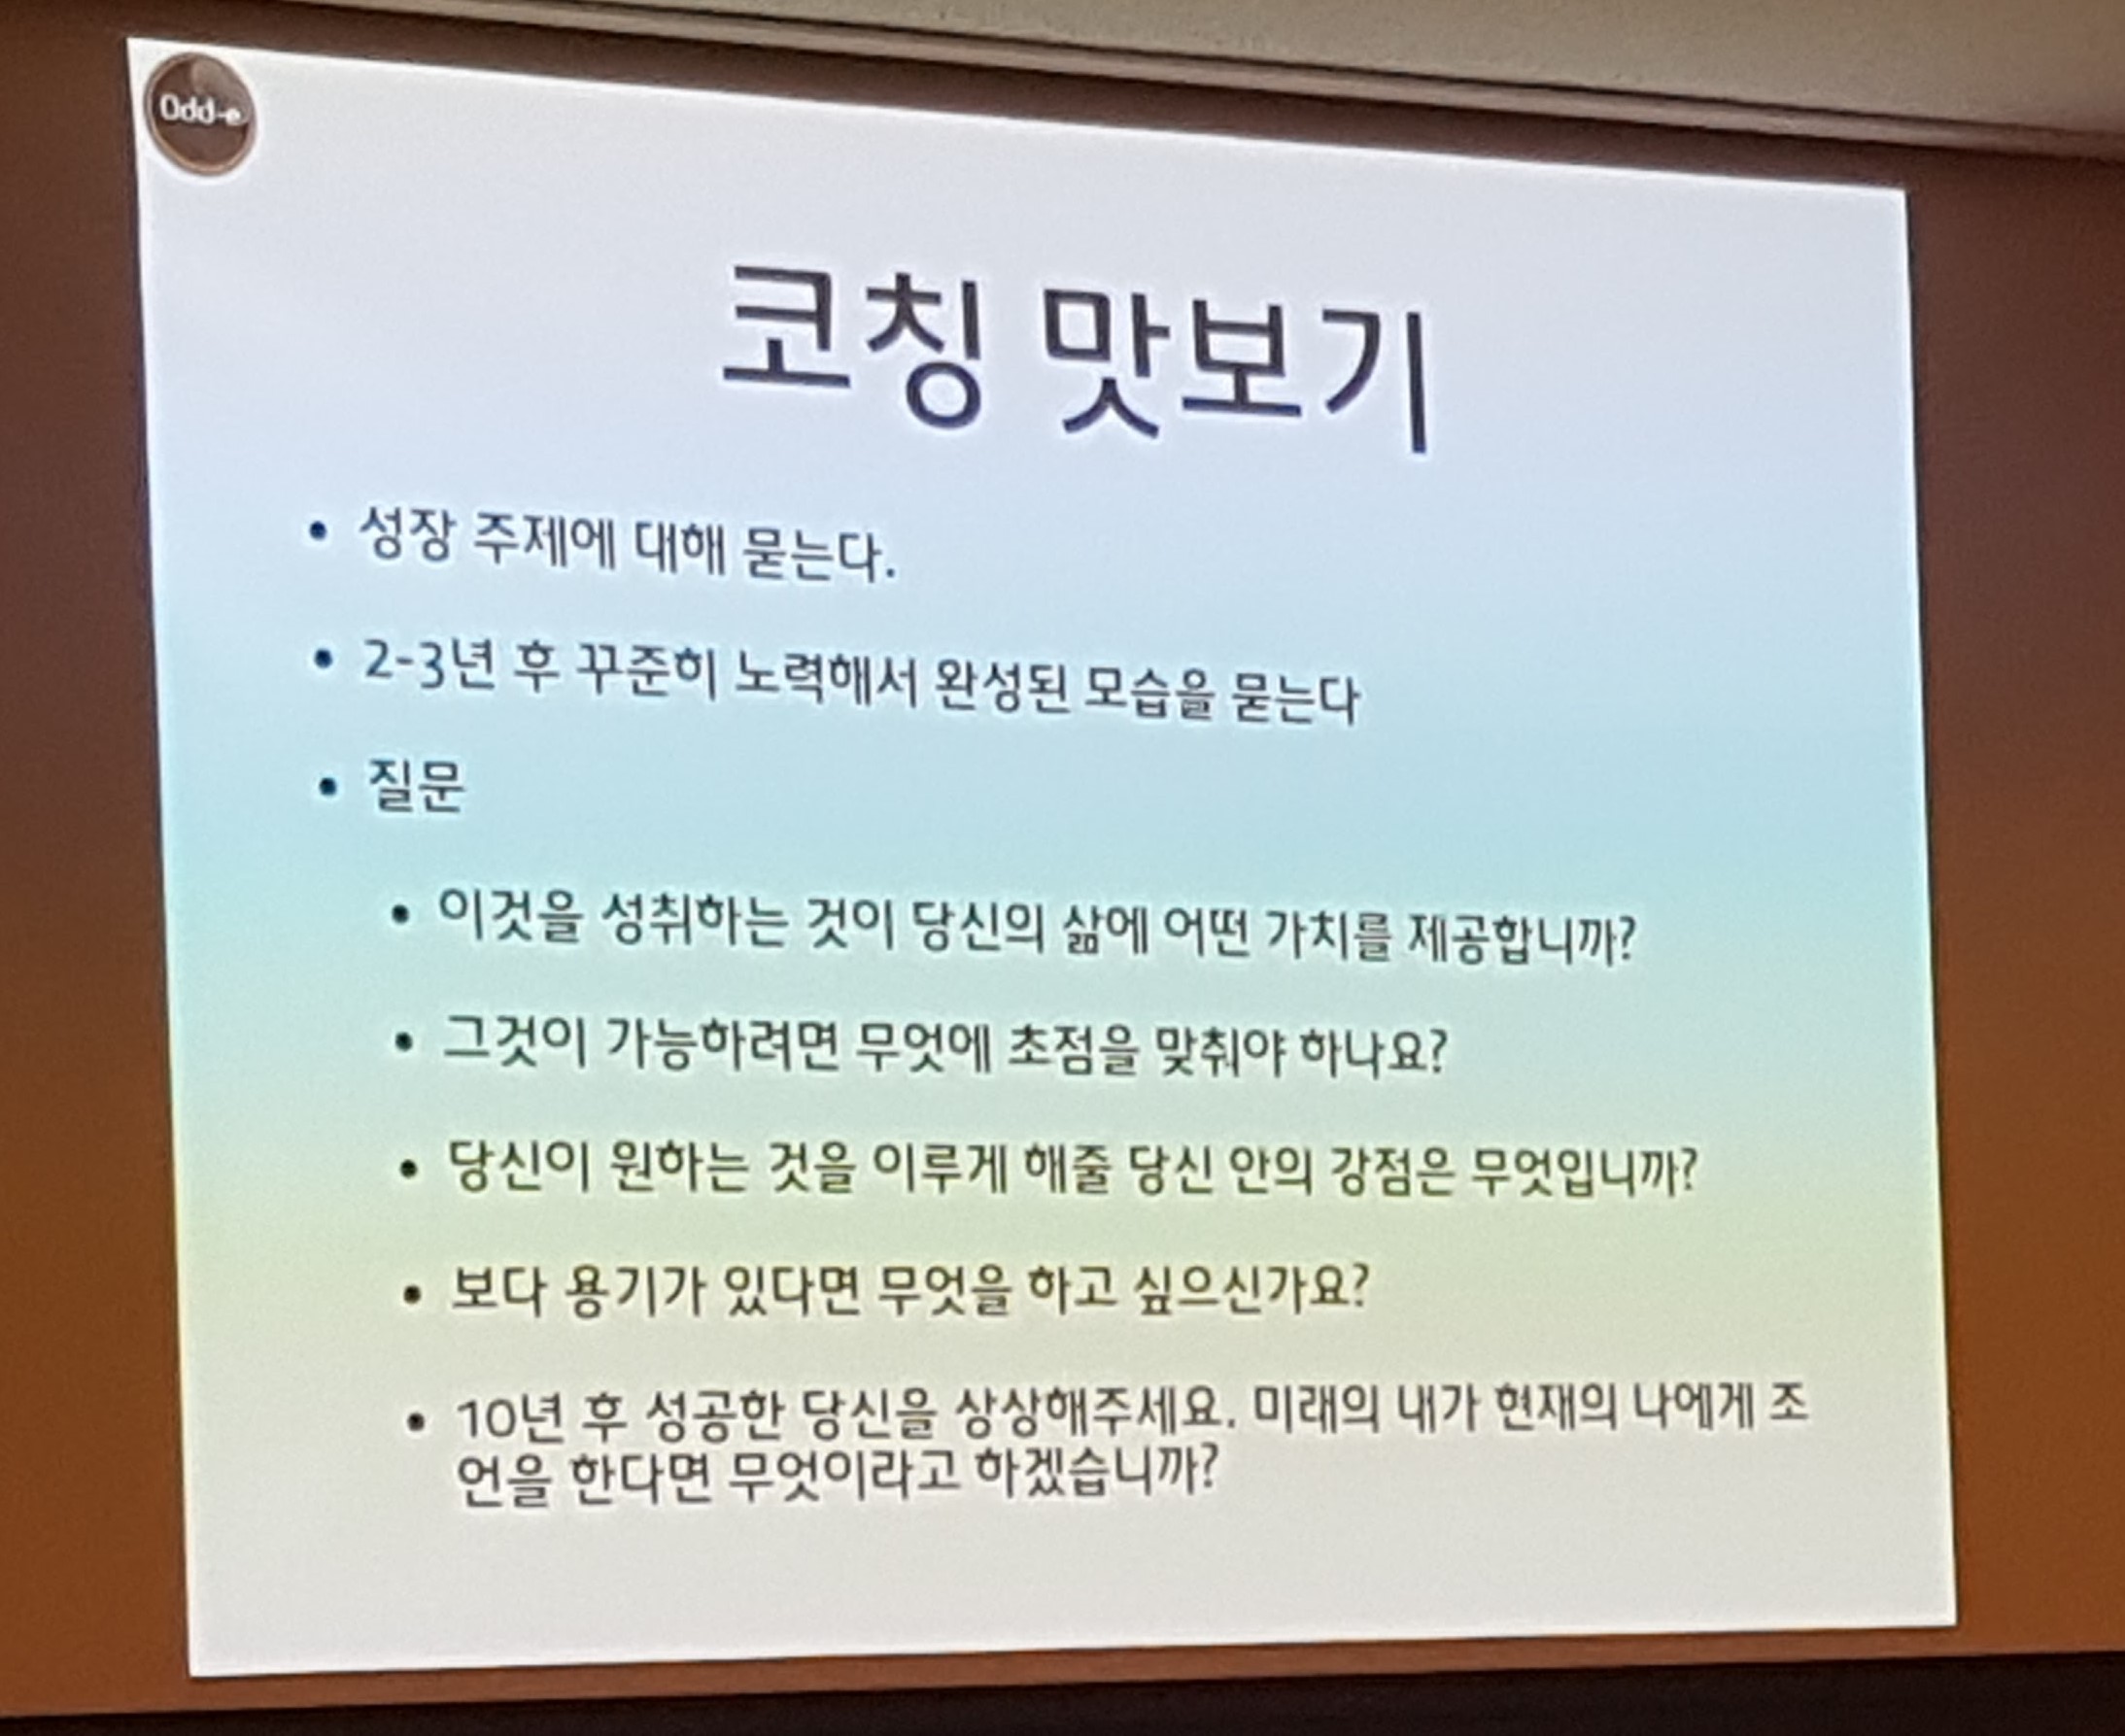 Odd-e
코칭 맛보기
• 성장 주제에 대해 묻는다.
• 2-3년 후 꾸준히 노력해서 완성된 모습을 묻는다
• 질문
• 이것을 성취하는 것이 당신의 삶에 어떤 가치를 제공합니까?
• 그것이 가능하려면 무엇에 초점을 맞춰야 하나요?
• 당신이 원하는 것을 이루게 해줄 당신 안의 강점은 무엇입니까?
• 보다 용기가 있다면 무엇을 하고 싶으신가요?
• 10년 후 성공한 당신을 상상해주세요. 미래의 내가 현재의 나에게 조
언을 한다면 무엇이라고 하겠습니까?